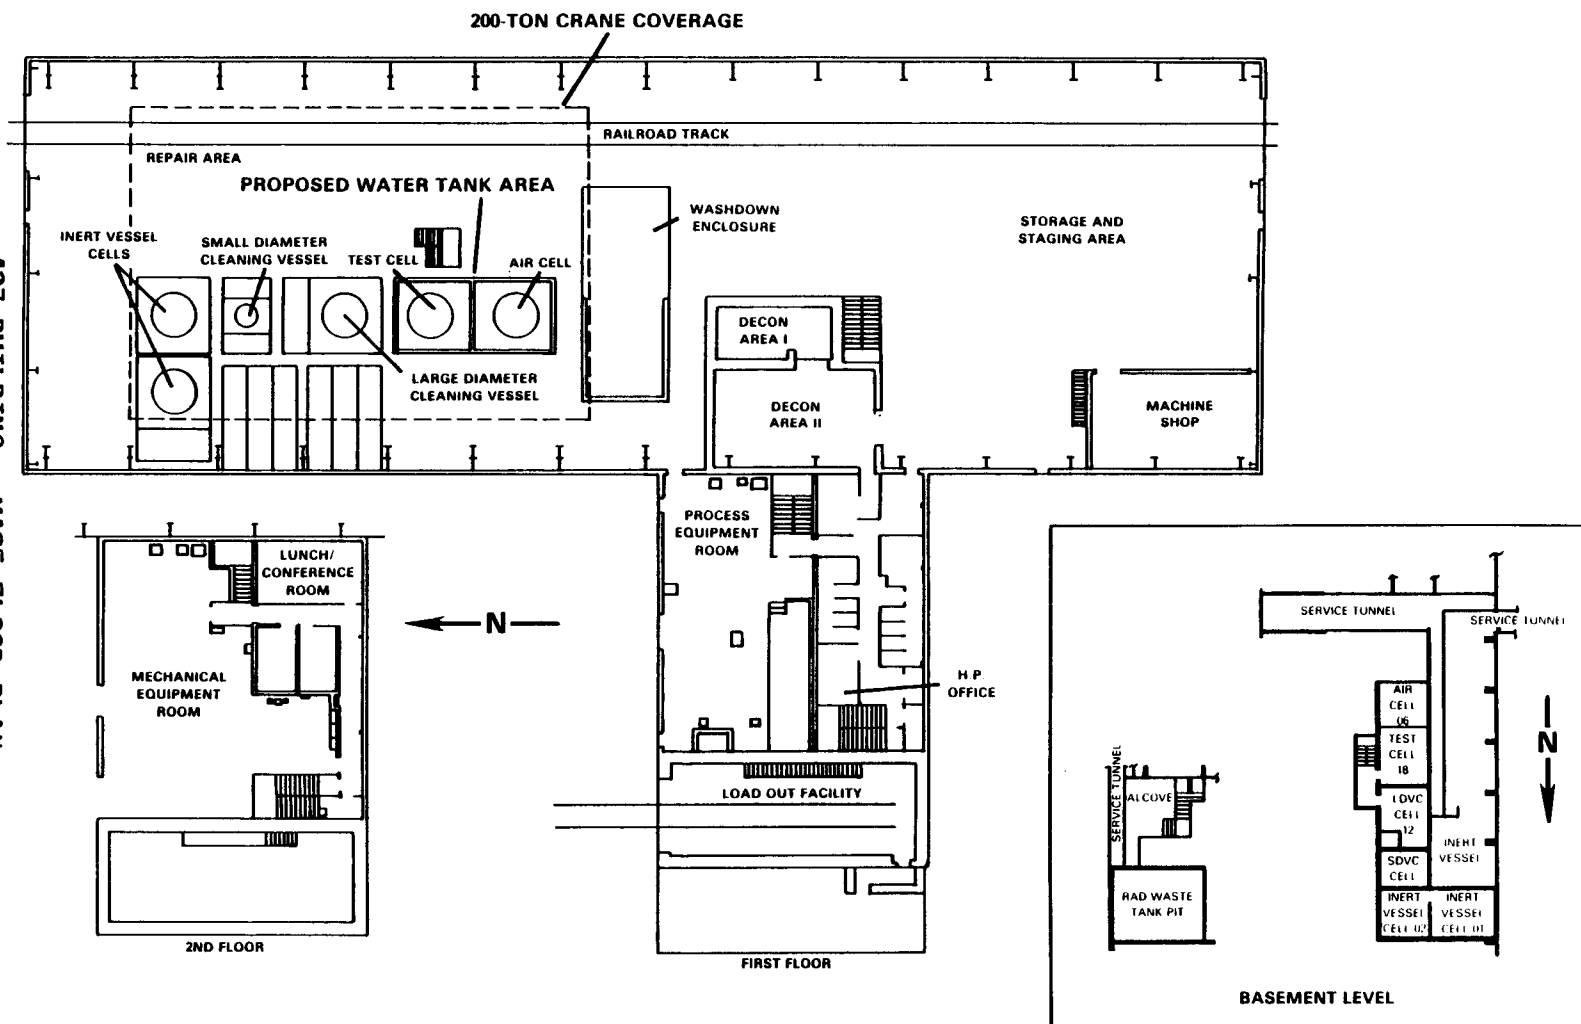 200-TON CRANE COVERAGE
RAILROAD TRACK
REPAIR AREA
PROPOSED WATER TANK AREA
WASHDOWN
ENCLOSURE
STORAGE AND
STAGING AREA
INERT VESSEL
CELLS
SMALL DIAMETER
CLEANING VESSEL
TEST CELL
AIR CELL
DECON
AREA I
LARGE DIAMETER
CLEANING VESSEL
DECON
AREA II
MACHINE
SHOP
PROCESS
EQUIPMENT
ROOM
LUNCH/
CONFERENCE
ROOM
N
MECHANICAL
EQUIPMENT
ROOM
H P
OFFICE
LOAD OUT FACILITY
2ND FLOOR
FIRST FLOOR
SERVICE TUNNEL
SERVICE TUNNEL
AIR
CELL
06
TEST
CELL
18
LDVC
CELL
12
SDVC
CELL
INERT
VESSEL
INERT
VESSEL
CELL 02
INERT
VESSEL
CELL 01
N
SERVICE TUNNEL
ALCOVE
RAD WASTE
TANK PIT
BASEMENT LEVEL